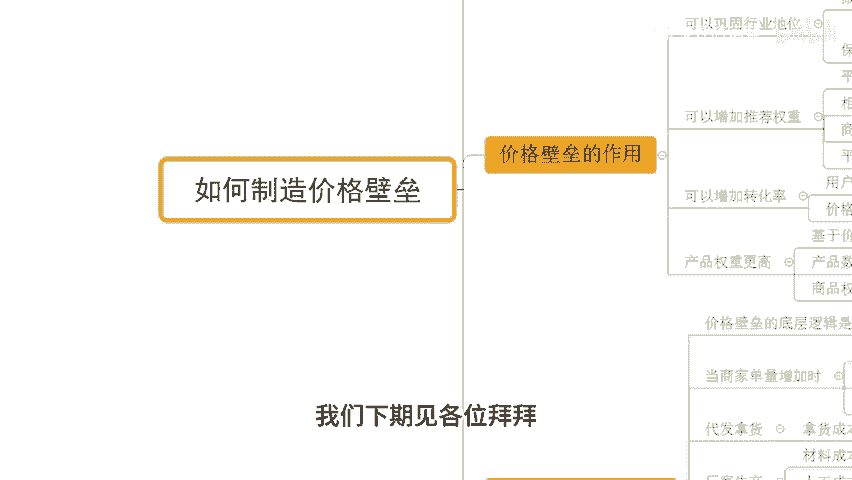 可以巩固行业地位
保
平
可以增加推荐权重
相
商
平
价格壁垒的作用
如何制造价格壁垒
用户
可以增加转化率
价格
基于价
产品权重更高
产品数
商品权
价格壁垒的底层逻辑是
当商家单量增加时
我们下期见各位拜拜
代发拿货
拿货成本
材料成本